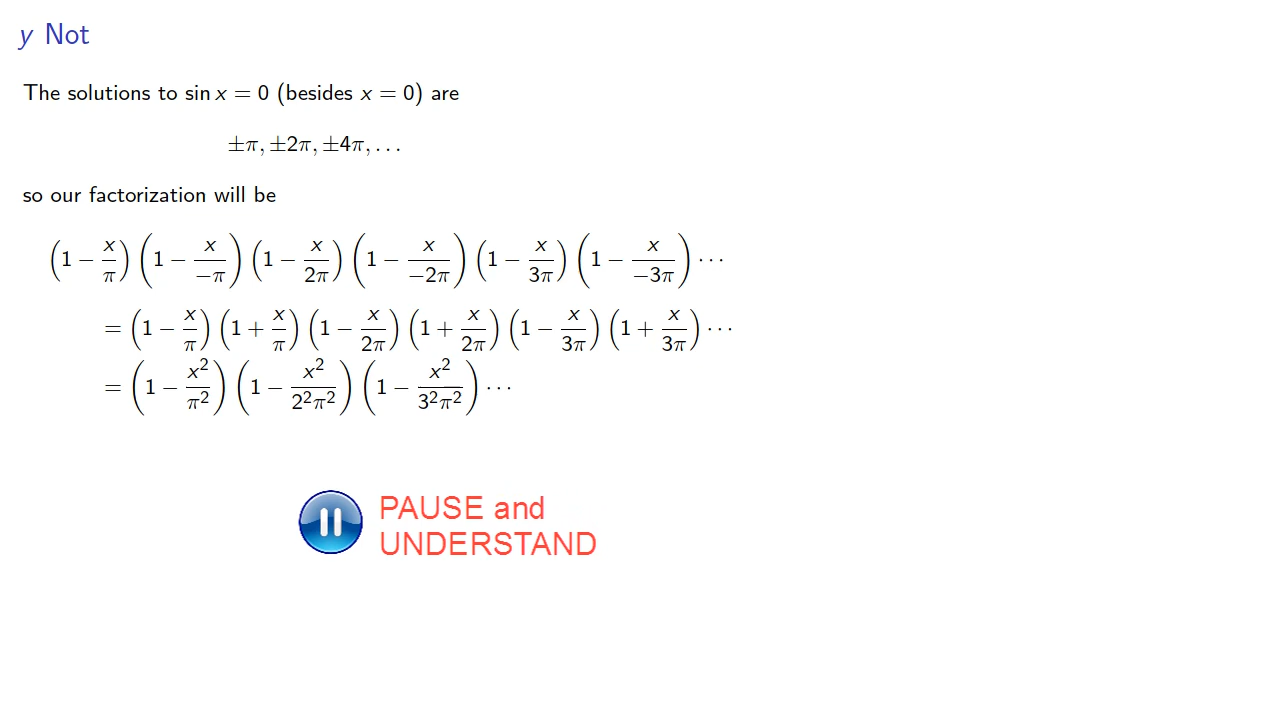 y Not
The solutions to sin x = 0 (besides x = 0) are
±π, ±2π, ±4π, …
so our factorization will be
(1 − x/π) (1 − x/−π) (1 − x/2π) (1 − x/−2π) (1 − x/3π) (1 − x/−3π) ⋯
= (1 − x/π) (1 + x/π) (1 − x/2π) (1 + x/2π) (1 − x/3π) (1 + x/3π) ⋯
= (1 − x²/π²) (1 − x²/2²π²) (1 − x²/3²π²) ⋯
PAUSE and
UNDERSTAND